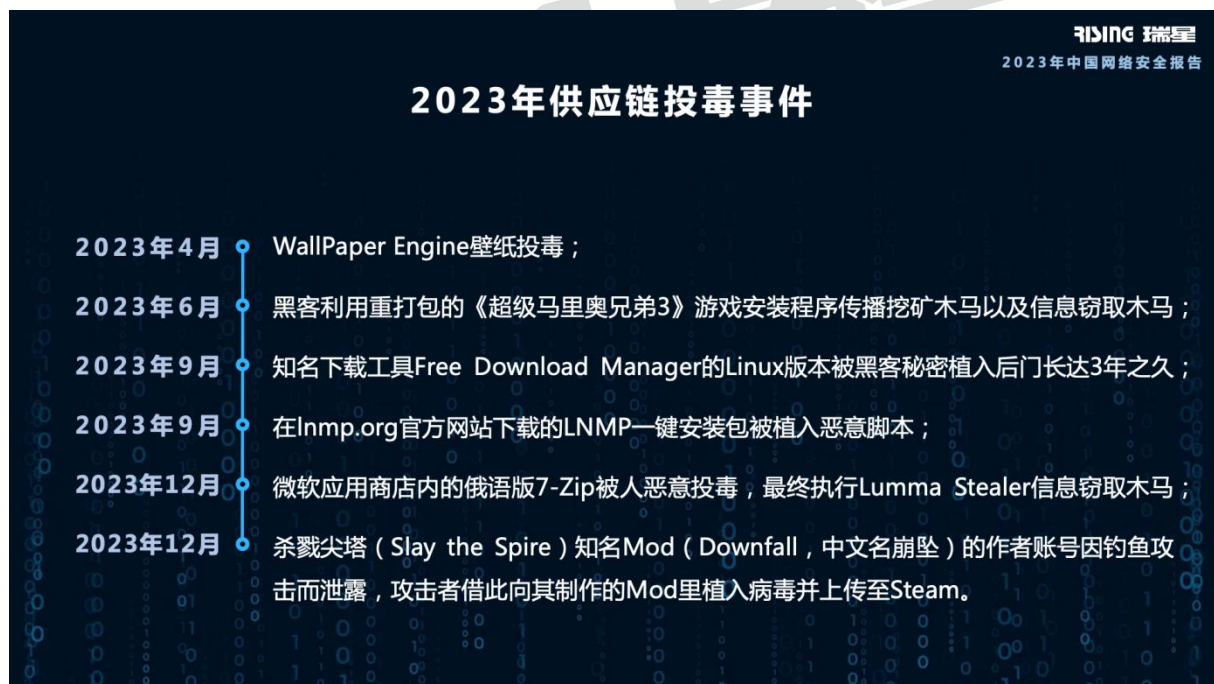 RISING 瑞星
2023年中国网络安全报告
2023年供应链投毒事件
2023年4月 WallPaper Engine壁纸投毒；
2023年6月 黑客利用重打包的《超级马里奥兄弟3》游戏安装程序传播挖矿木马以及信息窃取木马；
2023年9月 知名下载工具Free Download Manager的Linux版本被黑客秘密植入后门长达3年之久；
2023年9月 在lnmp.org官方网站下载的LNMP一键安装包被植入恶意脚本；
2023年12月 微软应用商店内的俄语版7-Zip被人恶意投毒，最终执行Lumma Stealer信息窃取木马；
2023年12月 杀戮尖塔（Slay the Spire）知名Mod（Downfall，中文名崩坠）的作者账号因钓鱼攻
击而泄露，攻击者借此向其制作的Mod里植入病毒并上传至Steam。